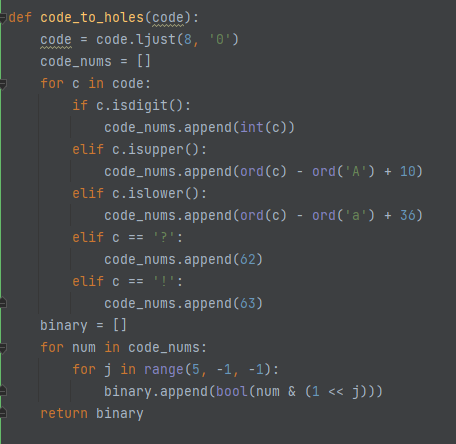 def code_to_holes(code):
    code = code.ljust(8, '0')
    code_nums = []
    for c in code:
        if c.isdigit():
            code_nums.append(int(c))
        elif c.isupper():
            code_nums.append(ord(c) - ord('A') + 10)
        elif c.islower():
            code_nums.append(ord(c) - ord('a') + 36)
        elif c == '?':
            code_nums.append(62)
        elif c == '!':
            code_nums.append(63)
    binary = []
    for num in code_nums:
        for j in range(5, -1, -1):
            binary.append(bool(num & (1 << j)))
    return binary